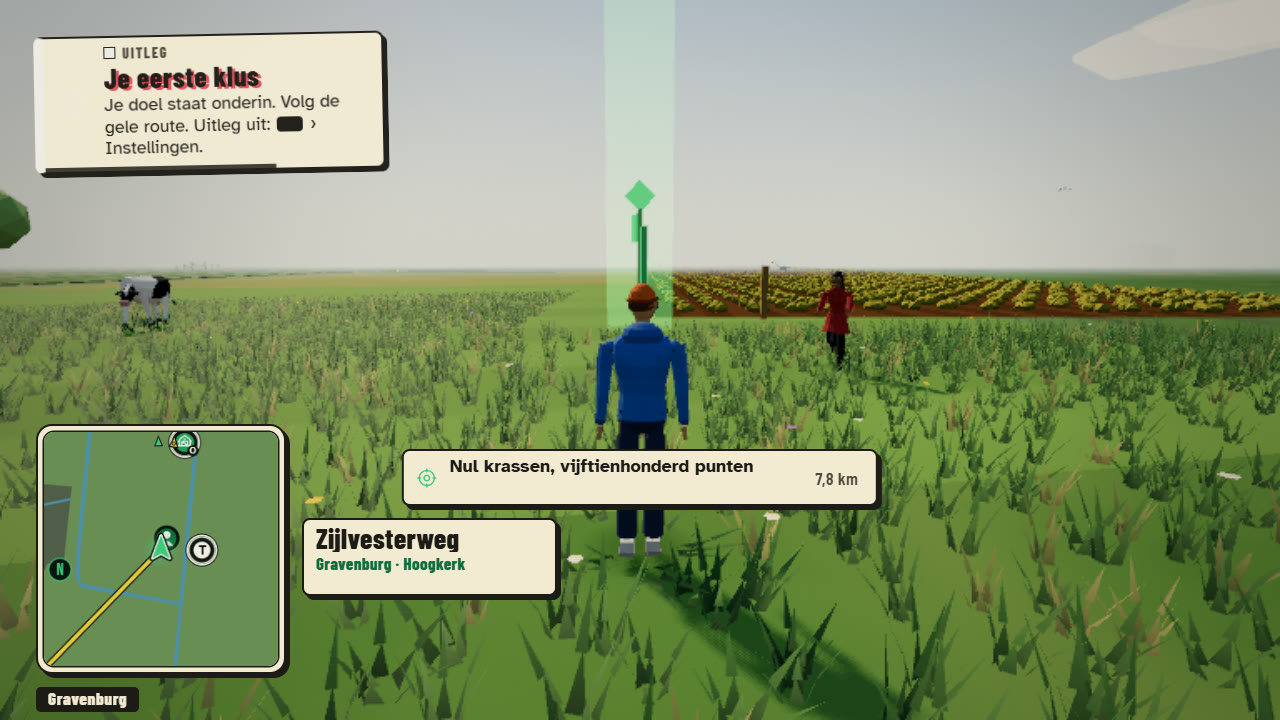 UITLEG
Je eerste klus
Je doel staat onderin. Volg de
gele route. Uitleg uit: ›
Instellingen.
Nul krassen, vijftienhonderd punten
7,8 km
Zijlvesterweg
Gravenburg · Hoogkerk
T
N
Gravenburg